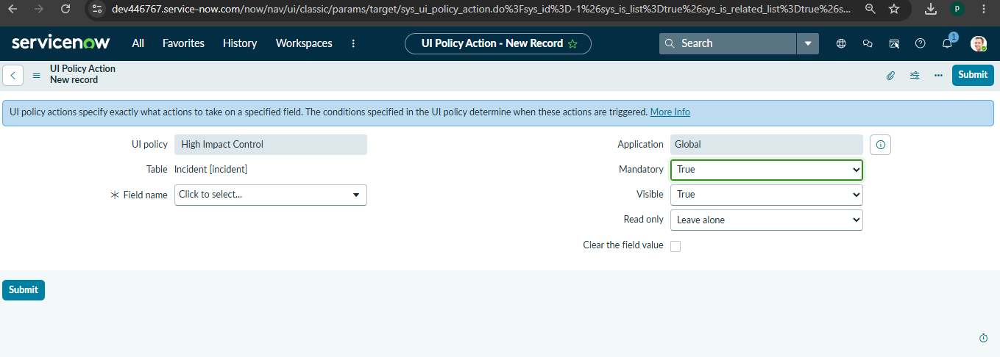 dev446767.service-now.com/now/nav/ui/classic/params/target/sys_ui_policy_action.do%3Fsys_id%3D-1%26sys_is_list%3Dtrue%26sys_is_related_list%3Dtrue%26s...
p
servicenow All Favorites History Workspaces UI Policy Action - New Record Search 1
UI Policy Action
New record
Submit
UI policy actions specify exactly what actions to take on a specified field. The conditions specified in the UI policy determine when these actions are triggered. More Info
UI policy High Impact Control Application Global
Table Incident [incident] Mandatory True
Field name Click to select... Visible True
Read only Leave alone
Clear the field value
Submit